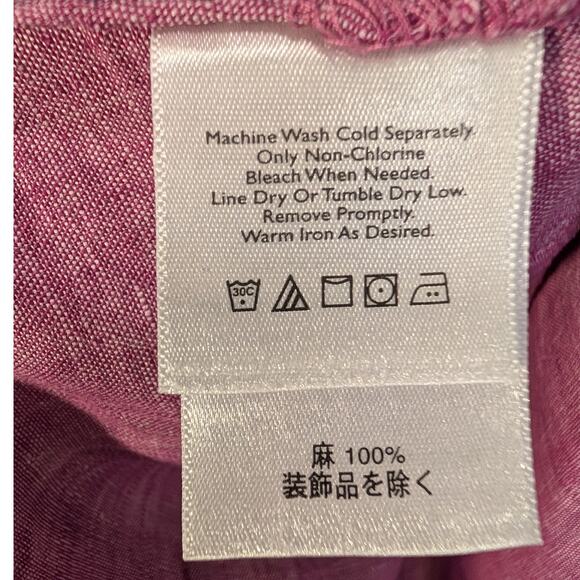 Machine Wash Cold Separately.
Only Non-Chlorine
Bleach When Needed.
Line Dry Or Tumble Dry Low.
Remove Promptly.
Warm Iron As Desired.
30C
麻 100%
装飾品を除く